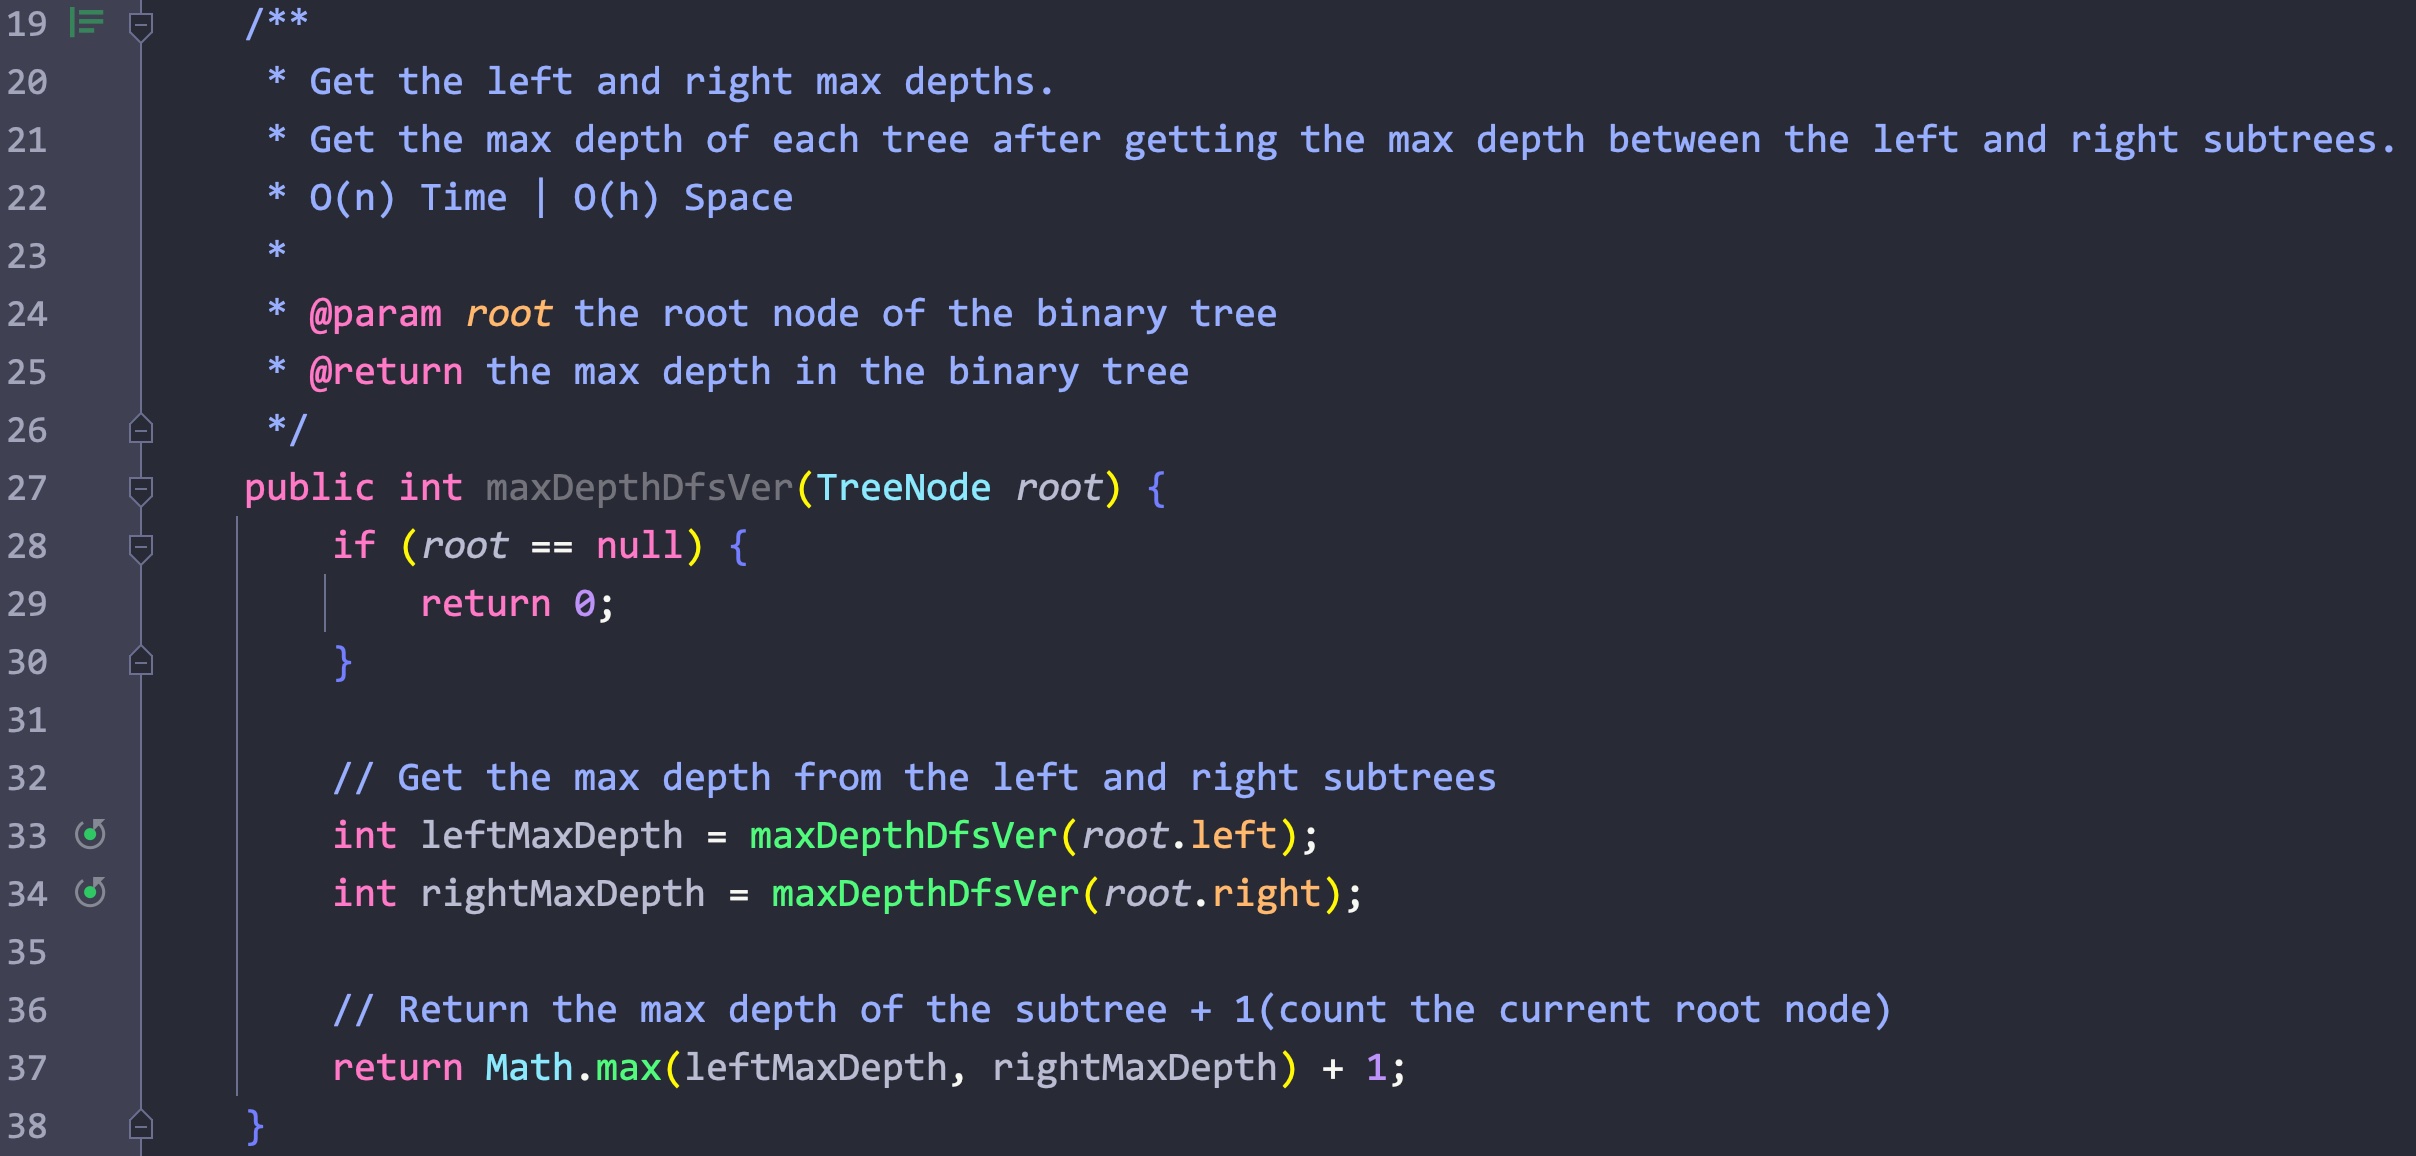 19 /**
20 * Get the left and right max depths.
21 * Get the max depth of each tree after getting the max depth between the left and right subtrees.
22 * O(n) Time | O(h) Space
23 *
24 * @param root the root node of the binary tree
25 * @return the max depth in the binary tree
26 */
27 public int maxDepthDfsVer(TreeNode root) {
28 if (root == null) {
29 return 0;
30 }
31
32 // Get the max depth from the left and right subtrees
33 int leftMaxDepth = maxDepthDfsVer(root.left);
34 int rightMaxDepth = maxDepthDfsVer(root.right);
35
36 // Return the max depth of the subtree + 1(count the current root node)
37 return Math.max(leftMaxDepth, rightMaxDepth) + 1;
38 }